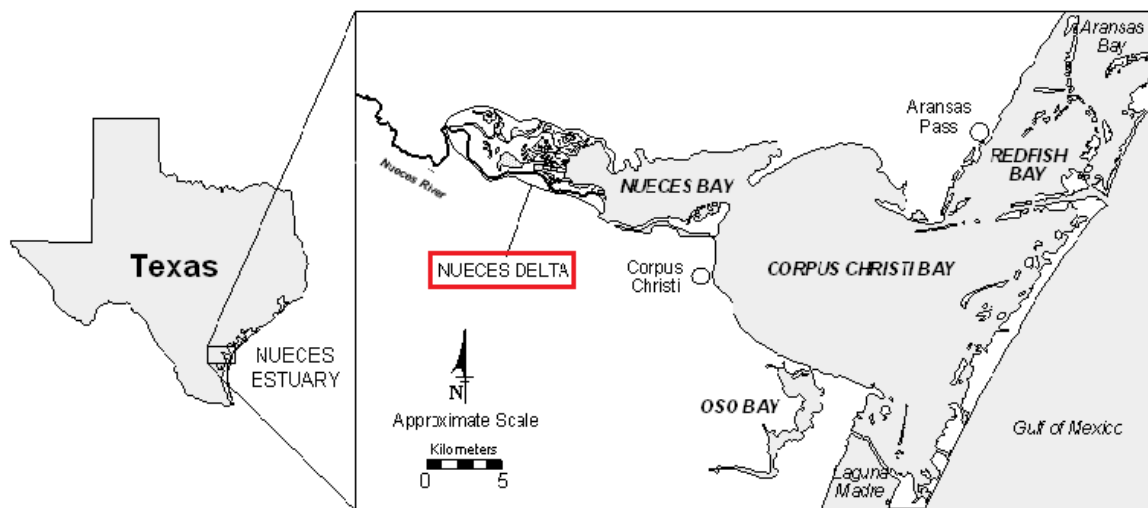 Texas
NUECES
ESTUARY
Nueces River
NUECES DELTA
NUECES BAY
Corpus
Christi
CORPUS CHRISTI BAY
Aransas
Pass
REDFISH
BAY
Aransas
Bay
OSO BAY
Laguna
Madre
Gulf of Mexico
N
Approximate Scale
Kilometers
0 5